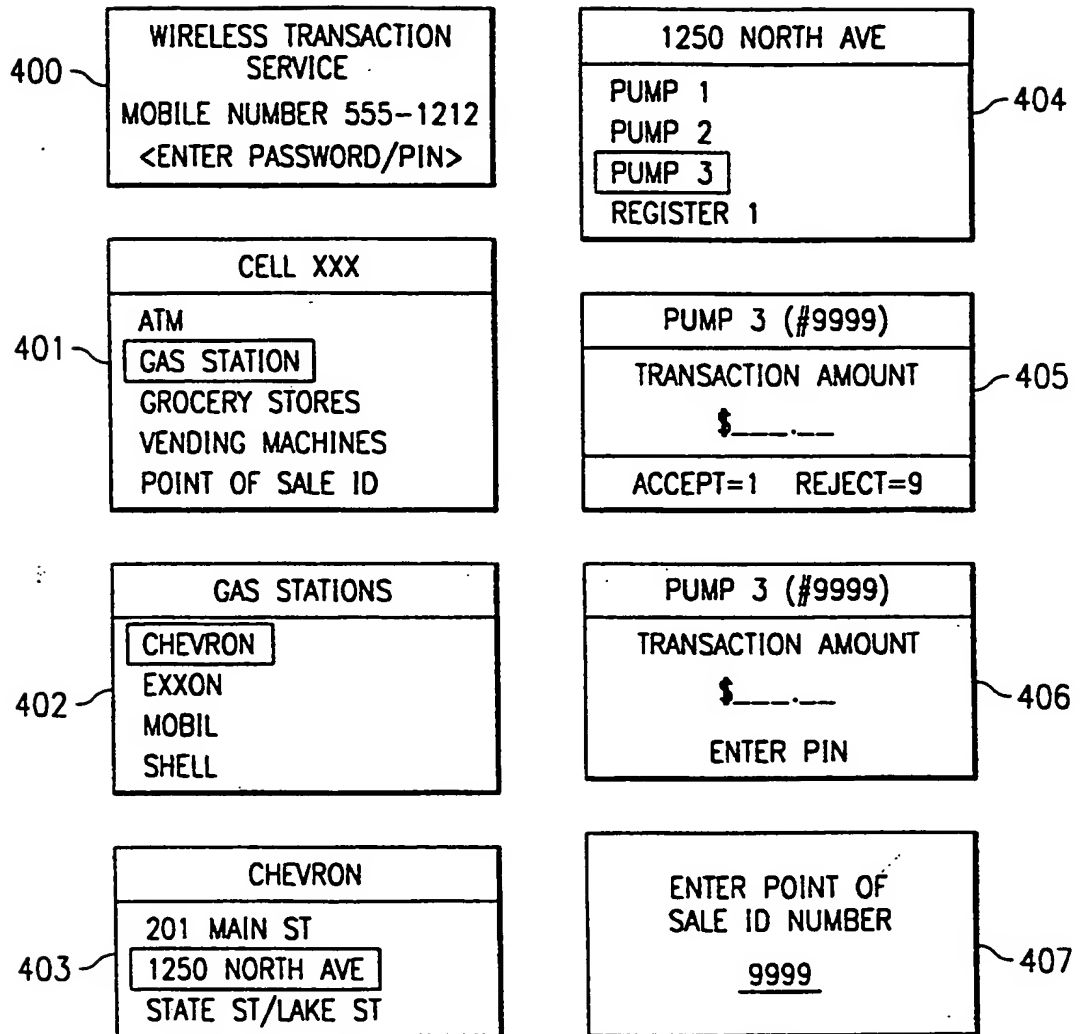 400
WIRELESS TRANSACTION
SERVICE
MOBILE NUMBER 555-1212
<ENTER PASSWORD/PIN>
401
CELL XXX
ATM
GAS STATION
GROCERY STORES
VENDING MACHINES
POINT OF SALE ID
402
GAS STATIONS
CHEVRON
EXXON
MOBIL
SHELL
403
CHEVRON
201 MAIN ST
1250 NORTH AVE
STATE ST/LAKE ST
1250 NORTH AVE
PUMP 1
PUMP 2
PUMP 3
REGISTER 1
404
PUMP 3 (#9999)
TRANSACTION AMOUNT
$___.__
ACCEPT=1 REJECT=9
405
PUMP 3 (#9999)
TRANSACTION AMOUNT
$___.__
ENTER PIN
406
ENTER POINT OF
SALE ID NUMBER
9999
407